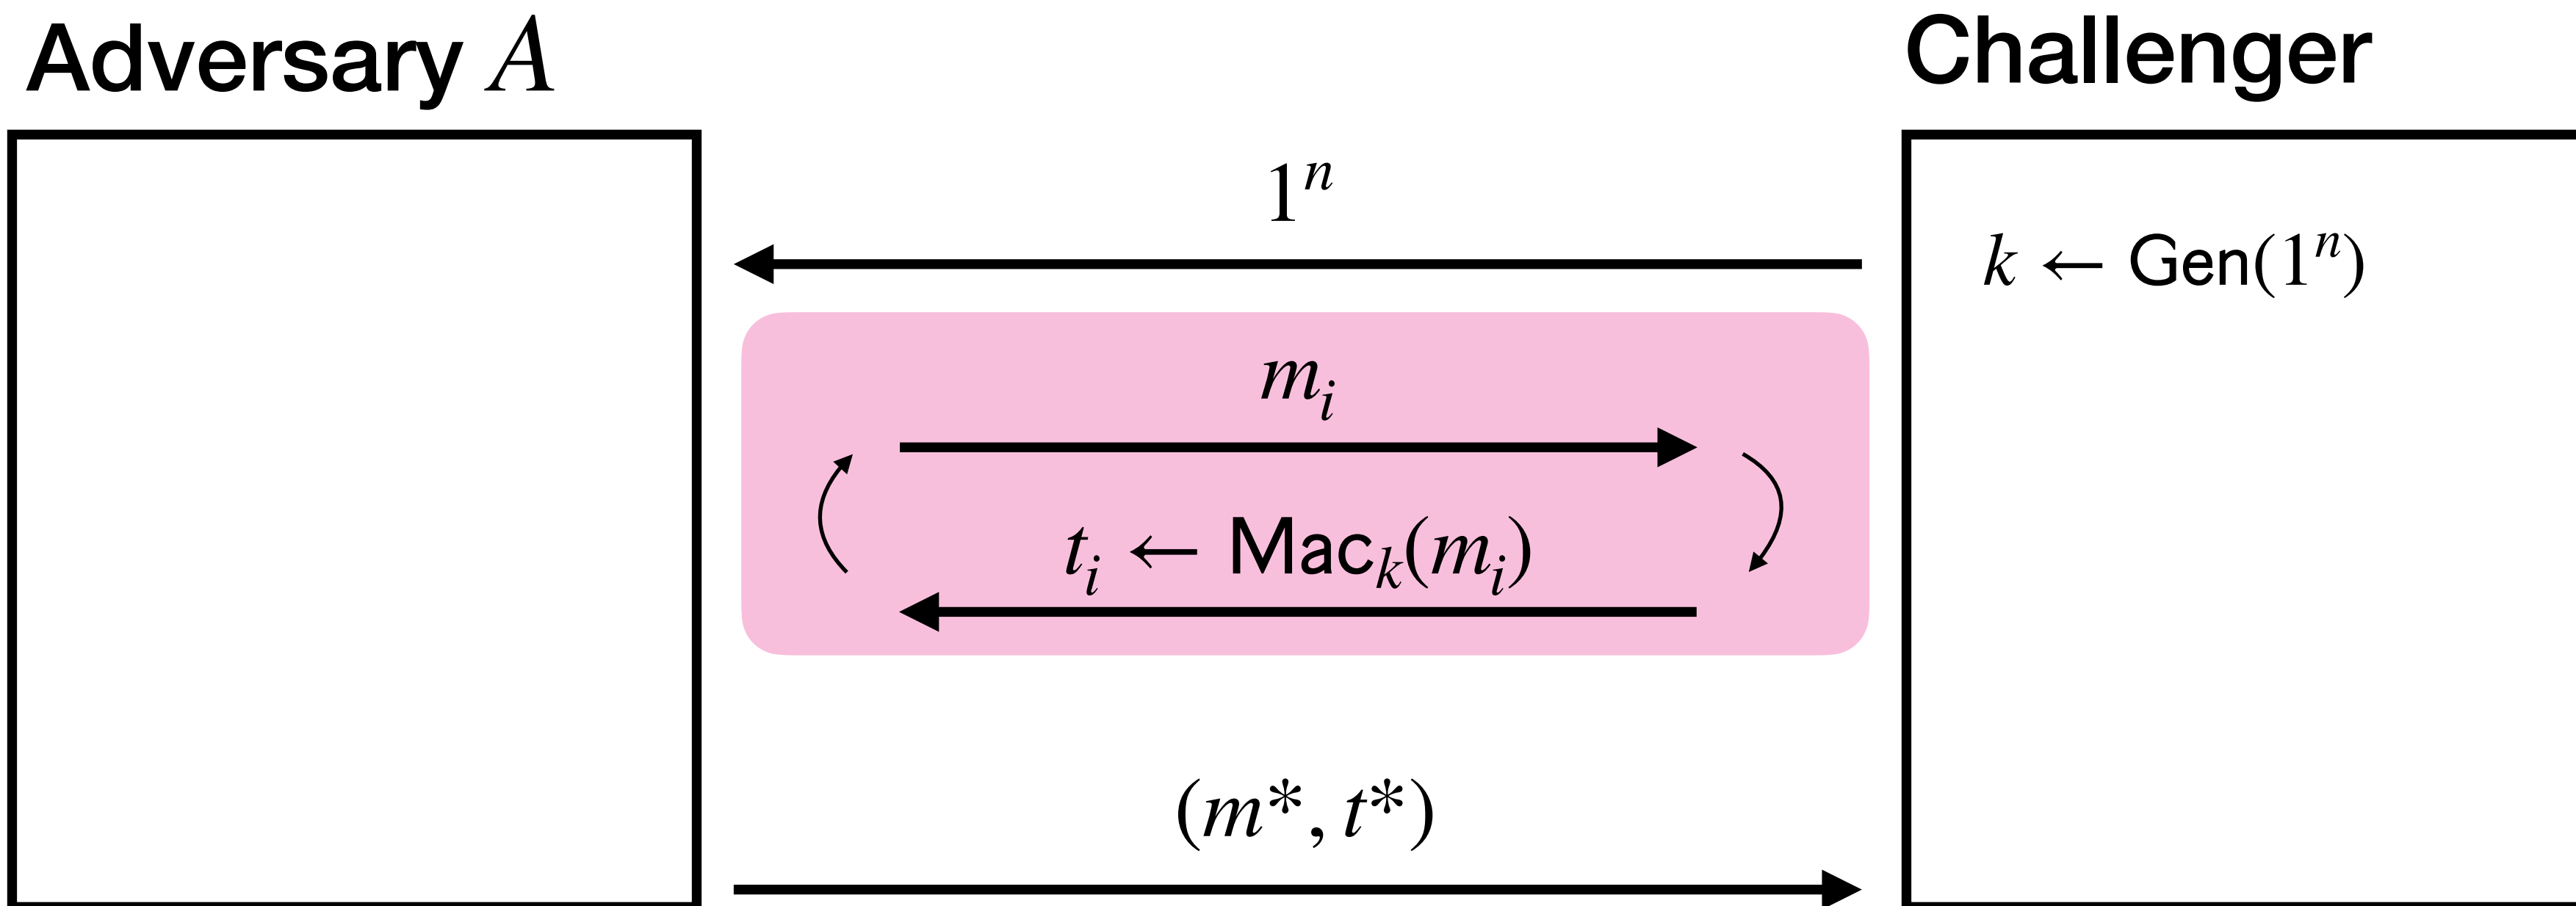 Adversary A
Challenger
1^n
k ← Gen(1^n)
m_i
t_i ← Mac_k(m_i)
(m*, t*)